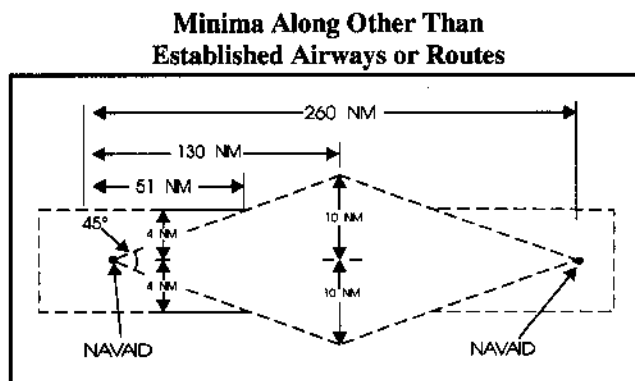 Minima Along Other Than
Established Airways or Routes
260 NM
130 NM
51 NM
45°
4 NM
10 NM
4 NM
10 NM
NAVAID
NAVAID